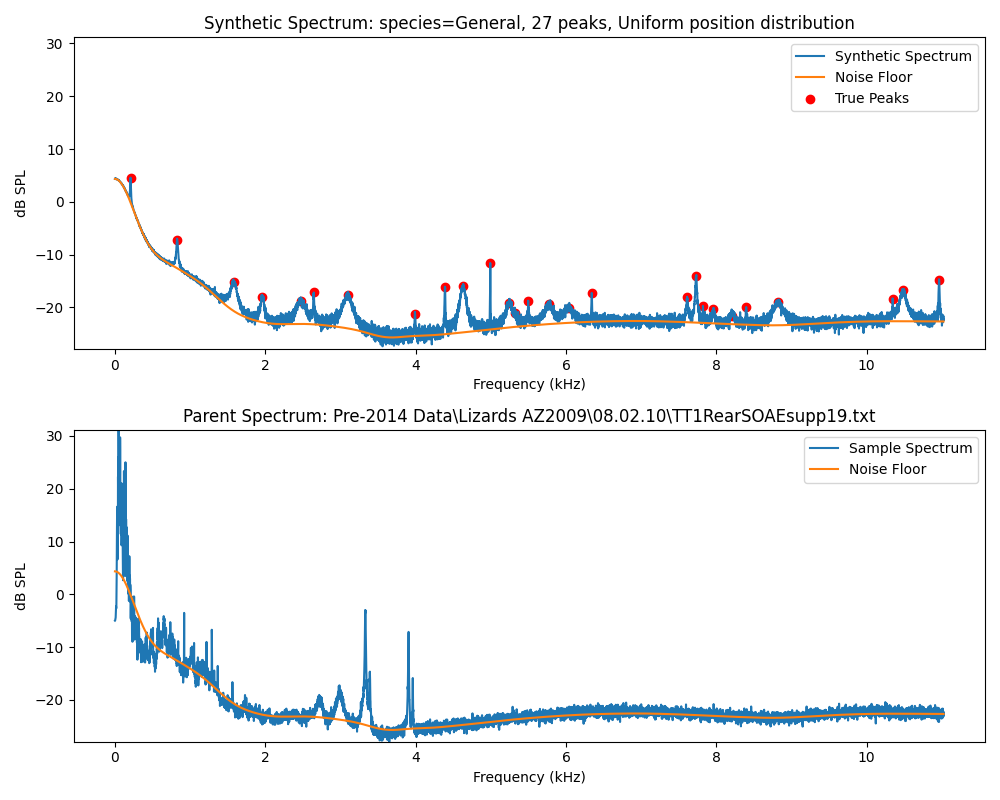 Synthetic Spectrum: species=General, 27 peaks, Uniform position distribution
30
20
10
0
−10
−20
dB SPL
Synthetic Spectrum
Noise Floor
True Peaks
0 2 4 6 8 10
Frequency (kHz)
Parent Spectrum: Pre-2014 Data\Lizards AZ2009\08.02.10\TT1RearSOAEsupp19.txt
30
20
10
0
−10
−20
dB SPL
Sample Spectrum
Noise Floor
0 2 4 6 8 10
Frequency (kHz)